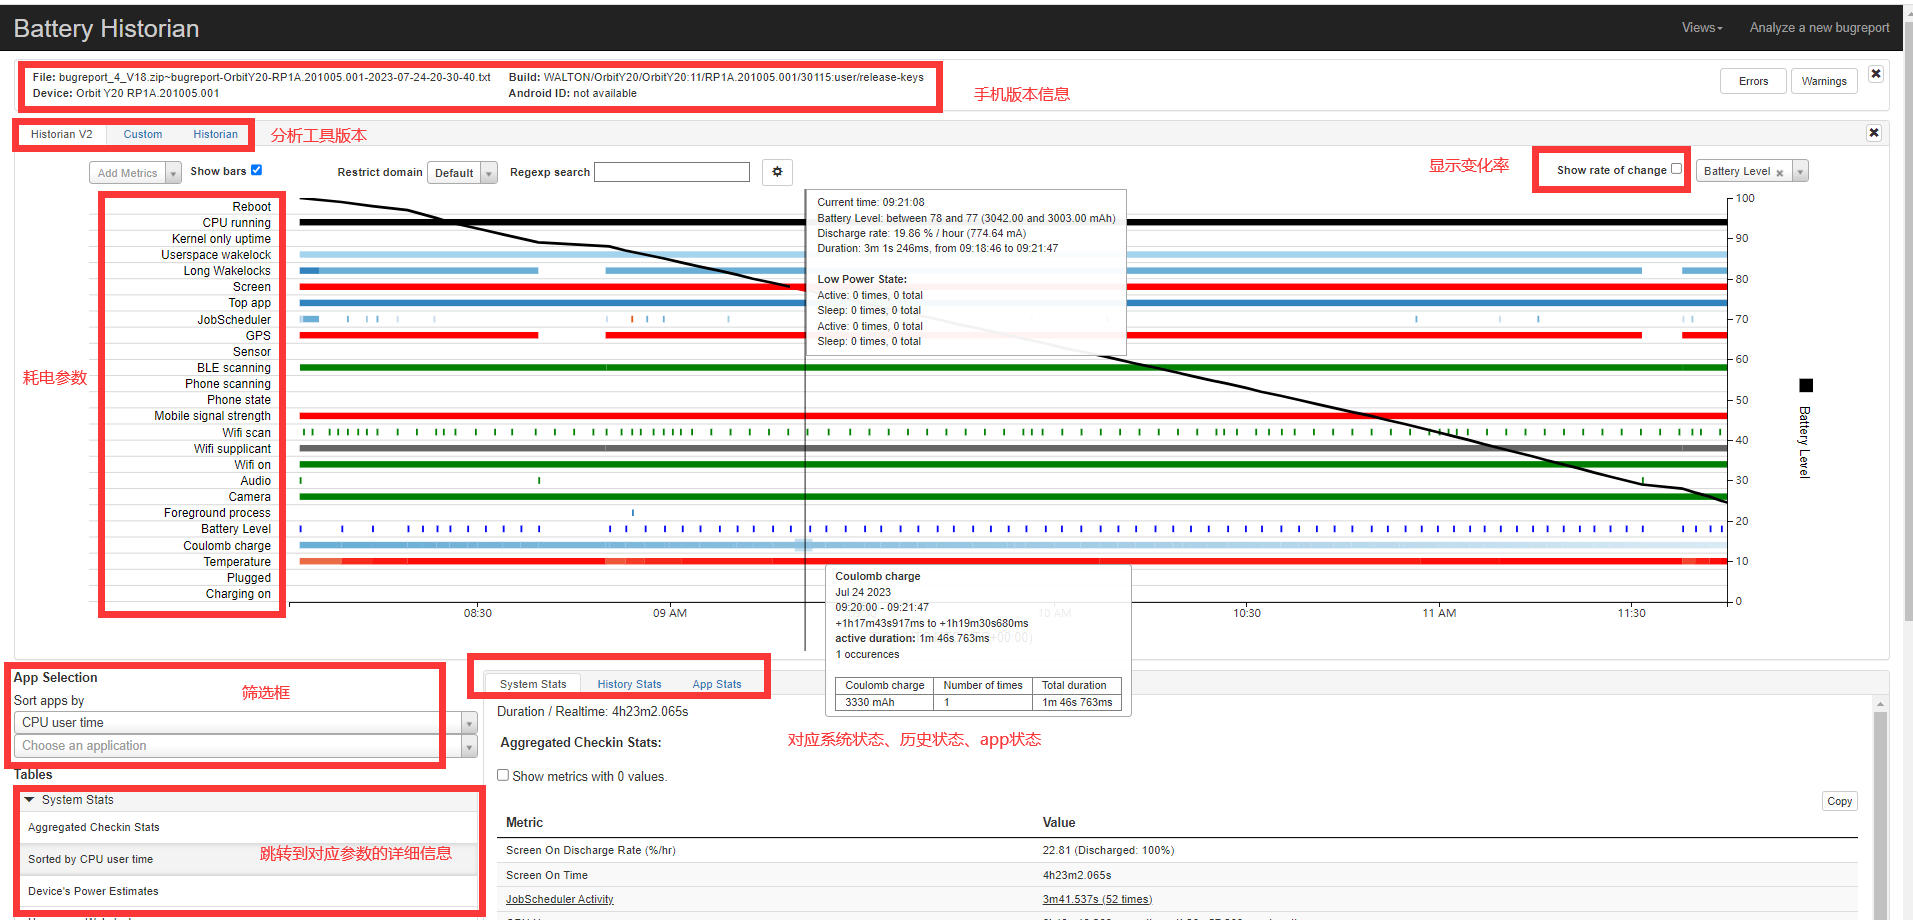 Battery Historian
Views
Analyze a new bugreport
File: bugreport_4_V18.zip~bugreport-OrbitY20-RP1A.201005.001-2023-07-24-20-30-40.txt
Build: WALTON/OrbitY20/OrbitY20:11/RP1A.201005.001/30115:user/release-keys
Device: Orbit Y20 RP1A.201005.001
Android ID: not available
手机版本信息
Errors
Warnings
Historian V2
Custom
Historian
分析工具版本
Add Metrics
Show bars
Restrict domain
Default
Regexp search
显示变化率
Show rate of change
Battery Level
Reboot
CPU running
Kernel only uptime
Userspace wakelock
Long Wakelocks
Screen
Top app
JobScheduler
GPS
Sensor
BLE scanning
Phone scanning
Phone state
Mobile signal strength
Wifi scan
Wifi supplicant
Wifi on
Audio
Camera
Foreground process
Battery Level
Coulomb charge
Temperature
Plugged
Charging on
耗电参数
Current time: 09:21:08
Battery Level: between 78 and 77 (3042.00 and 3003.00 mAh)
Discharge rate: 19.86 % / hour (774.64 mA)
Duration: 3m 1s 246ms, from 09:18:46 to 09:21:47
Low Power State:
Active: 0 times, 0 total
Sleep: 0 times, 0 total
Active: 0 times, 0 total
Sleep: 0 times, 0 total
100
90
80
70
60
50
40
30
20
10
0
Battery Level
08:30
09 AM
10 AM
10:30
11 AM
11:30
Coulomb charge
Jul 24 2023
09:20:00 - 09:21:47
+1h17m43s917ms to +1h19m30s680ms
active duration: 1m 46s 763ms
1 occurences
Coulomb charge Number of times Total duration
3330 mAh 1 1m 46s 763ms
App Selection
筛选框
Sort apps by
CPU user time
Choose an application
Tables
System Stats
Aggregated Checkin Stats
Sorted by CPU user time
跳转到对应参数的详细信息
Device's Power Estimates
System Stats
History Stats
App Stats
Duration / Realtime: 4h23m2.065s
对应系统状态、历史状态、app状态
Aggregated Checkin Stats:
Show metrics with 0 values.
Copy
Metric Value
Screen On Discharge Rate (%/hr) 22.81 (Discharged: 100%)
Screen On Time 4h23m2.065s
JobScheduler Activity 3m41.537s (52 times)